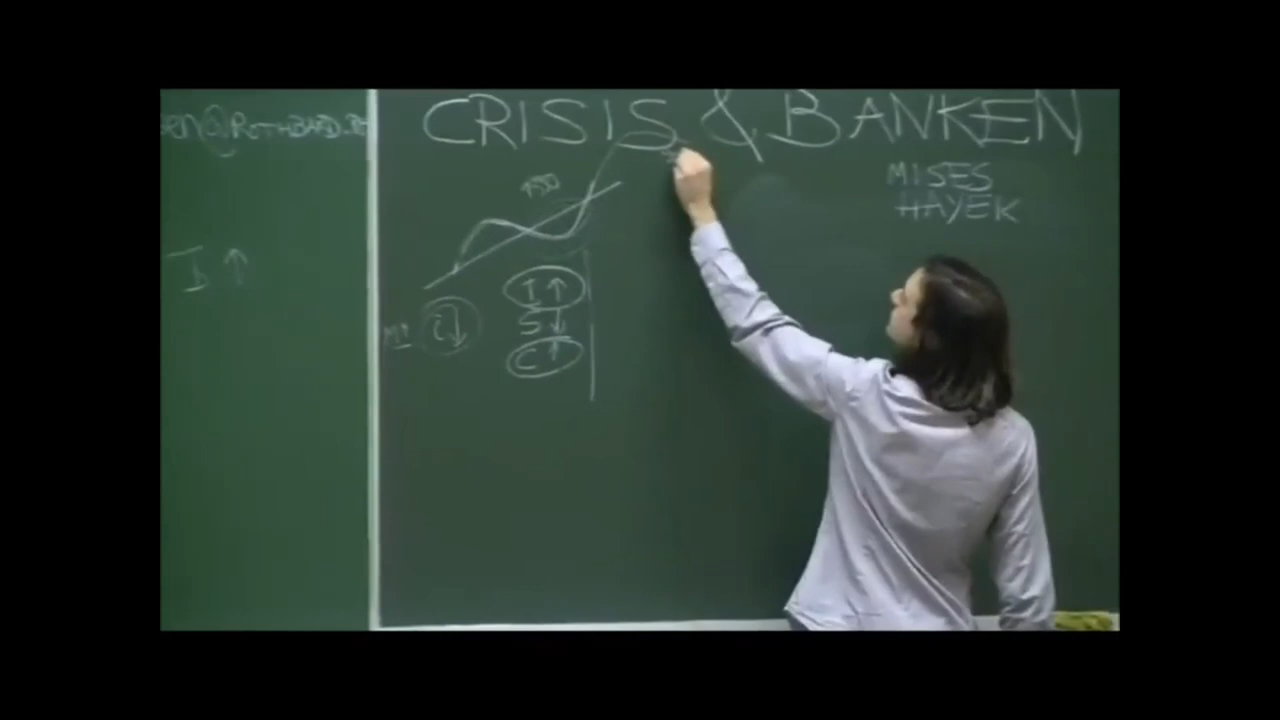 CRISIS & BANKEN
MISES
HAYEK
I ↑
I ↑
S ↓
C ↑
i ↓